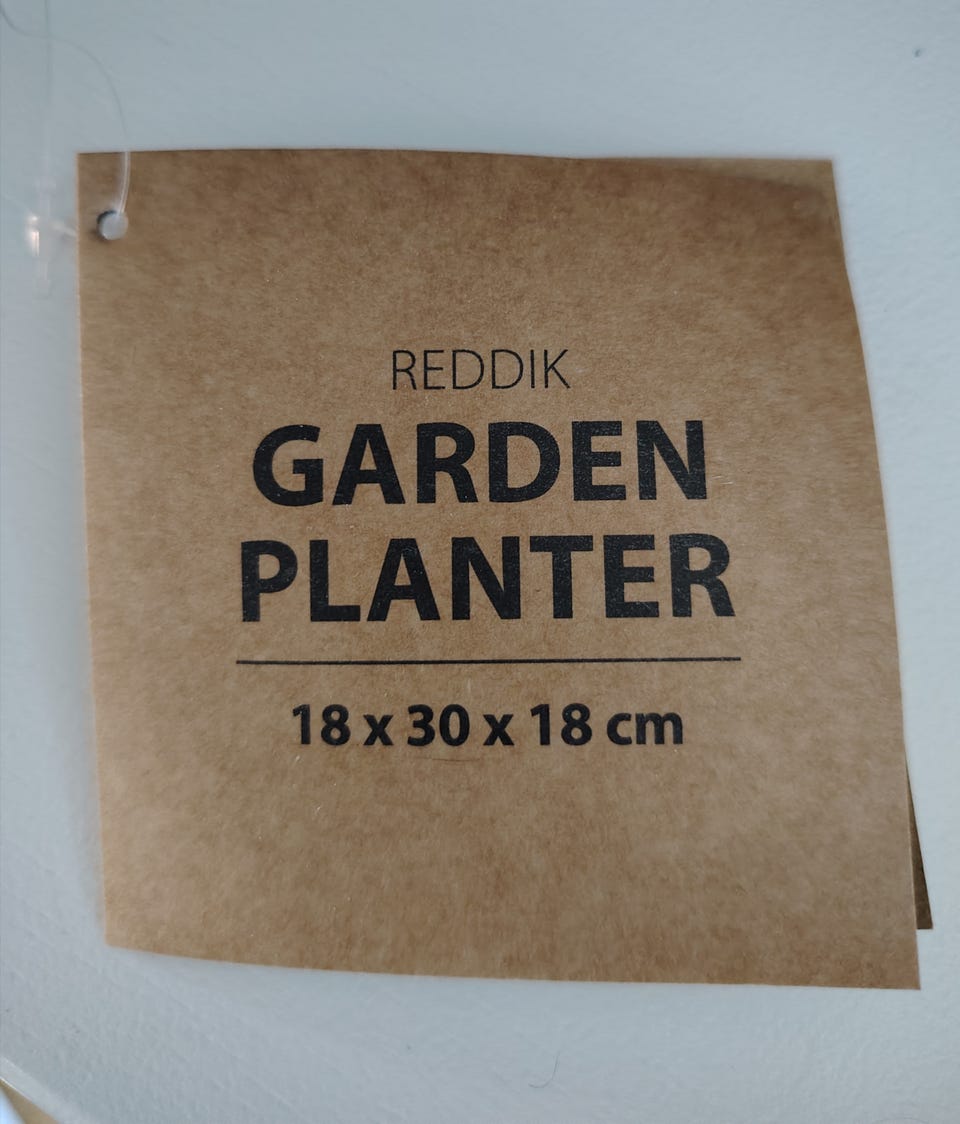 REDDIK
GARDEN
PLANTER
18 x 30 x 18 cm